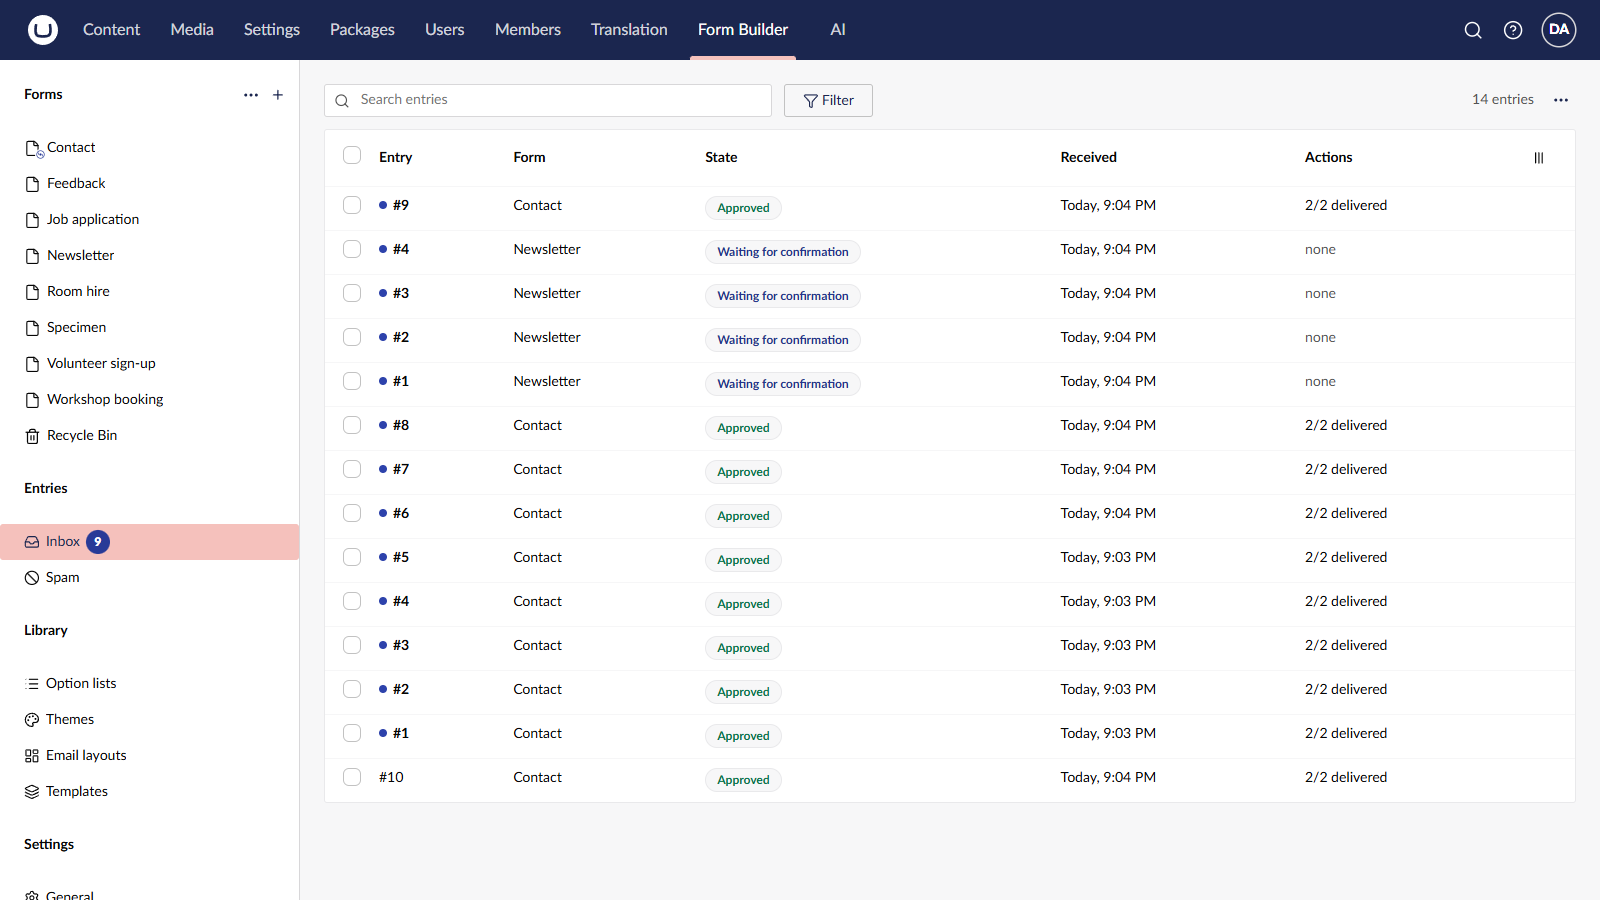 Content Media Settings Packages Users Members Translation Form Builder AI DA
Forms
Contact
Feedback
Job application
Newsletter
Room hire
Specimen
Volunteer sign-up
Workshop booking
Recycle Bin
Entries
Inbox 9
Spam
Library
Option lists
Themes
Email layouts
Templates
Settings
General
Search entries Filter 14 entries
Entry Form State Received Actions
#9 Contact Approved Today, 9:04 PM 2/2 delivered
#4 Newsletter Waiting for confirmation Today, 9:04 PM none
#3 Newsletter Waiting for confirmation Today, 9:04 PM none
#2 Newsletter Waiting for confirmation Today, 9:04 PM none
#1 Newsletter Waiting for confirmation Today, 9:04 PM none
#8 Contact Approved Today, 9:04 PM 2/2 delivered
#7 Contact Approved Today, 9:04 PM 2/2 delivered
#6 Contact Approved Today, 9:04 PM 2/2 delivered
#5 Contact Approved Today, 9:03 PM 2/2 delivered
#4 Contact Approved Today, 9:03 PM 2/2 delivered
#3 Contact Approved Today, 9:03 PM 2/2 delivered
#2 Contact Approved Today, 9:03 PM 2/2 delivered
#1 Contact Approved Today, 9:03 PM 2/2 delivered
#10 Contact Approved Today, 9:04 PM 2/2 delivered